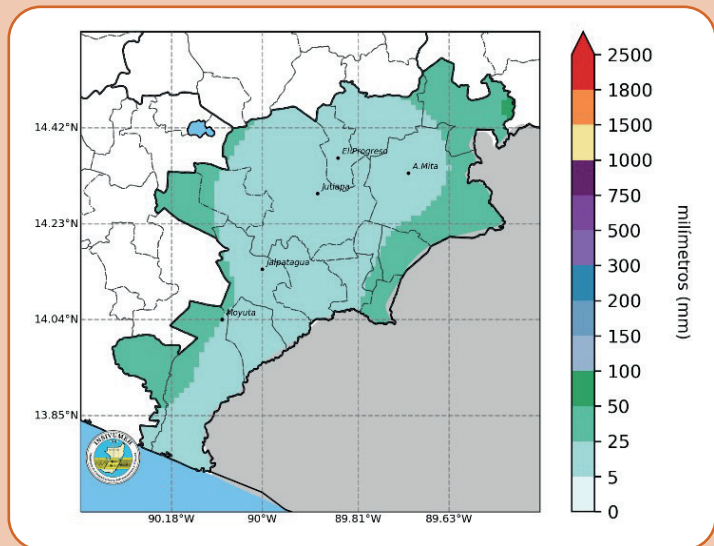 14.42°N
14.23°N
14.04°N
13.85°N
El Progreso
A.Mita
Jutiapa
Jalpatagua
Moyuta
INSIVUMEH
90.18°W
90°W
89.81°W
89.63°W
2500
1800
1500
1000
750
500
300
200
150
100
50
25
5
0
milímetros (mm)